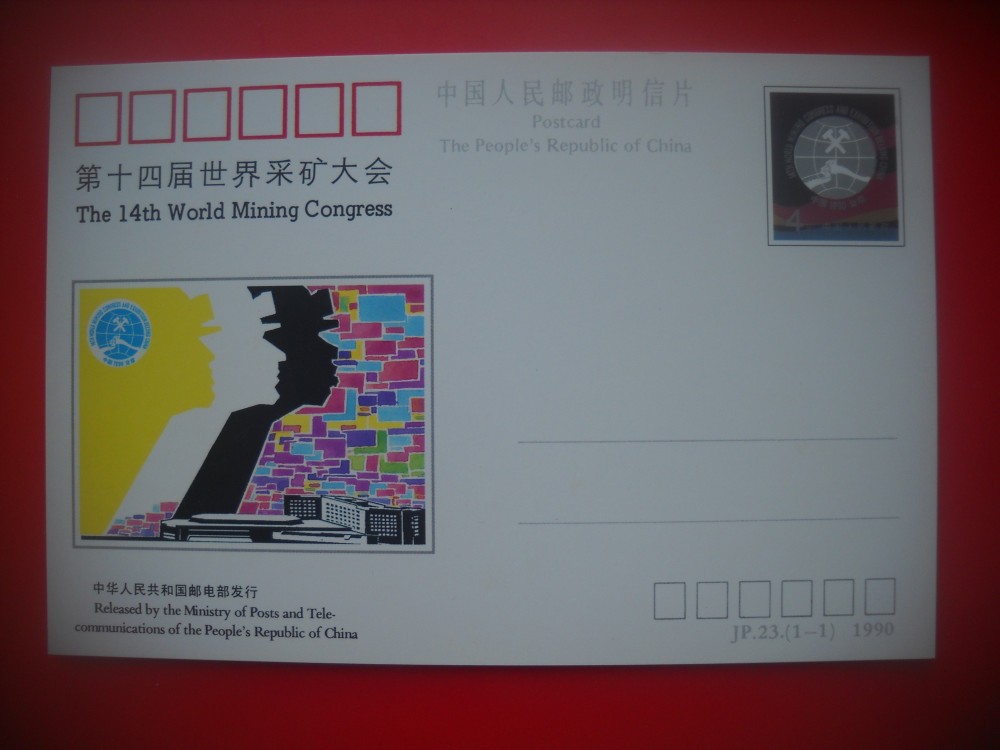 中国人民邮政明信片
Postcard
The People's Republic of China
第十四届世界采矿大会
The 14th World Mining Congress
4
中华人民共和国邮电部发行
Released by the Ministry of Posts and Tele-
communications of the People's Republic of China
JP.23.(1-1) 1990